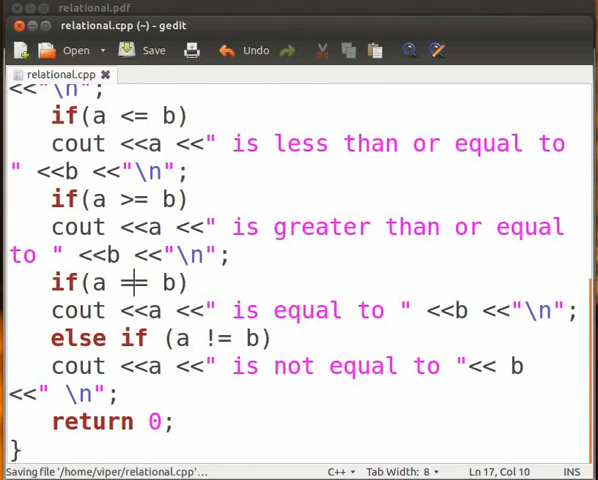 relational.pdf
relational.cpp (~) - gedit
Open Save Undo
relational.cpp
<<"\n";
if(a <= b)
cout <<a <<" is less than or equal to
" <<b <<"\n";
if(a >= b)
cout <<a <<" is greater than or equal
to " <<b <<"\n";
if(a == b)
cout <<a <<" is equal to " <<b <<"\n";
else if (a != b)
cout <<a <<" is not equal to "<< b
<<" \n";
return 0;
}
Saving file '/home/viper/relational.cpp'... C++ Tab Width: 8 Ln 17, Col 10 INS